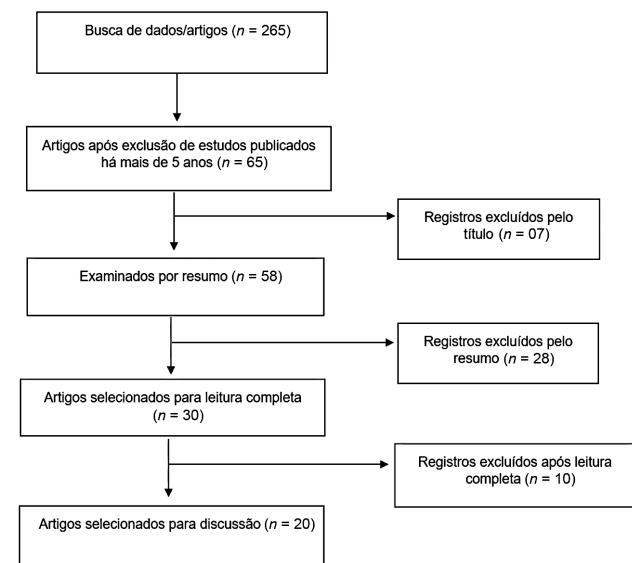 Busca de dados/artigos (n = 265)
Artigos após exclusão de estudos publicados
há mais de 5 anos (n = 65)
Registros excluídos pelo
título (n = 07)
Examinados por resumo (n = 58)
Registros excluídos pelo
resumo (n = 28)
Artigos selecionados para leitura completa
(n = 30)
Registros excluídos após leitura
completa (n = 10)
Artigos selecionados para discussão (n = 20)